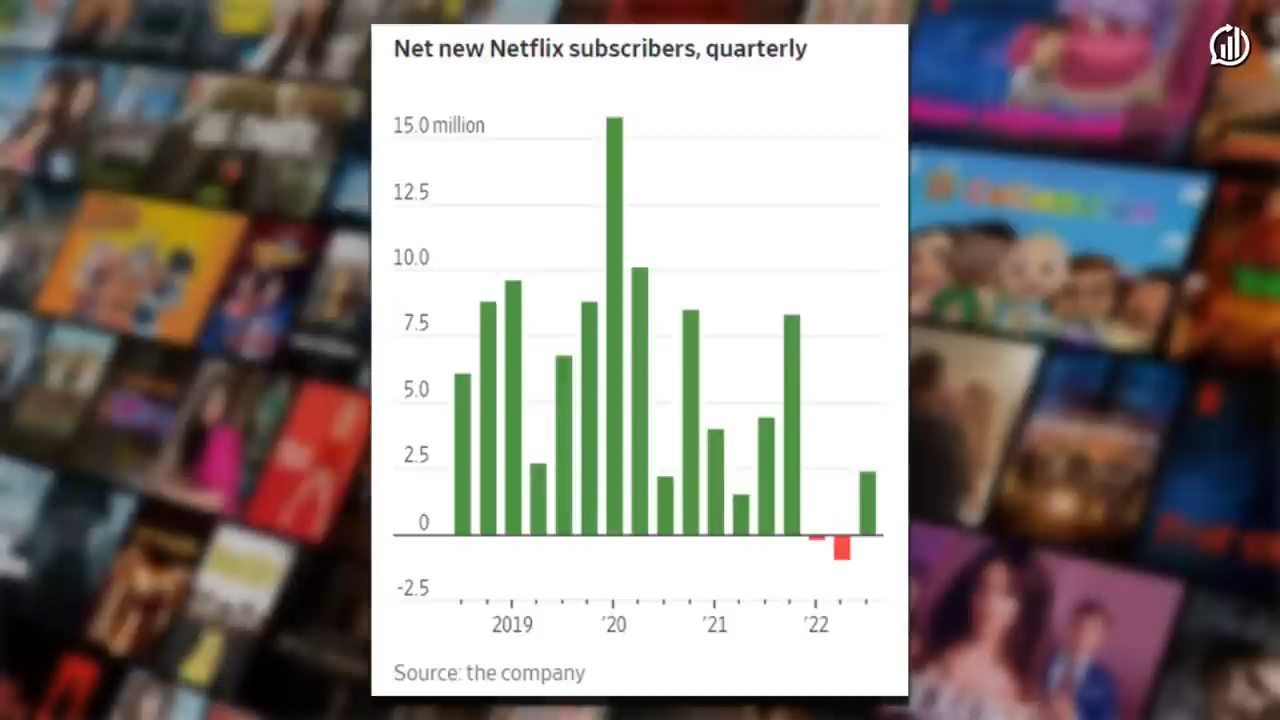 Net new Netflix subscribers, quarterly
15.0 million
12.5
10.0
7.5
5.0
2.5
0
-2.5
2019 ’20 ’21 ’22
Source: the company